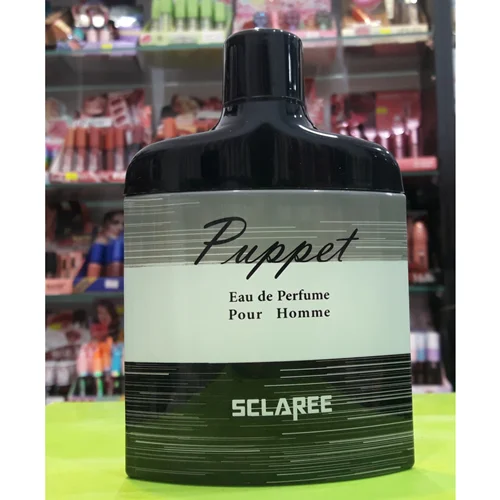 Puppet
Eau de Perfume
Pour Homme
SCLAREE